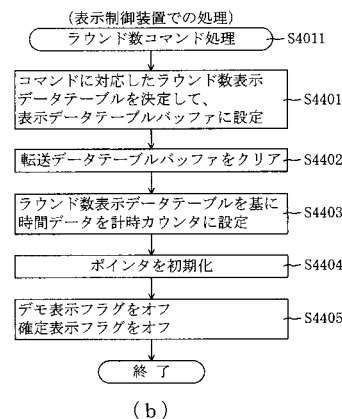 (表示制御装置での処理)
ラウンド数コマンド処理 S4011
コマンドに対応したラウンド数表示 S4401
データテーブルを決定して、
表示データテーブルバッファに設定
転送データテーブルバッファをクリア S4402
ラウンド数表示データテーブルを基に S4403
時間データを計時カウンタに設定
ポインタを初期化 S4404
デモ表示フラグをオフ S4405
確定表示フラグをオフ
終了
(b)